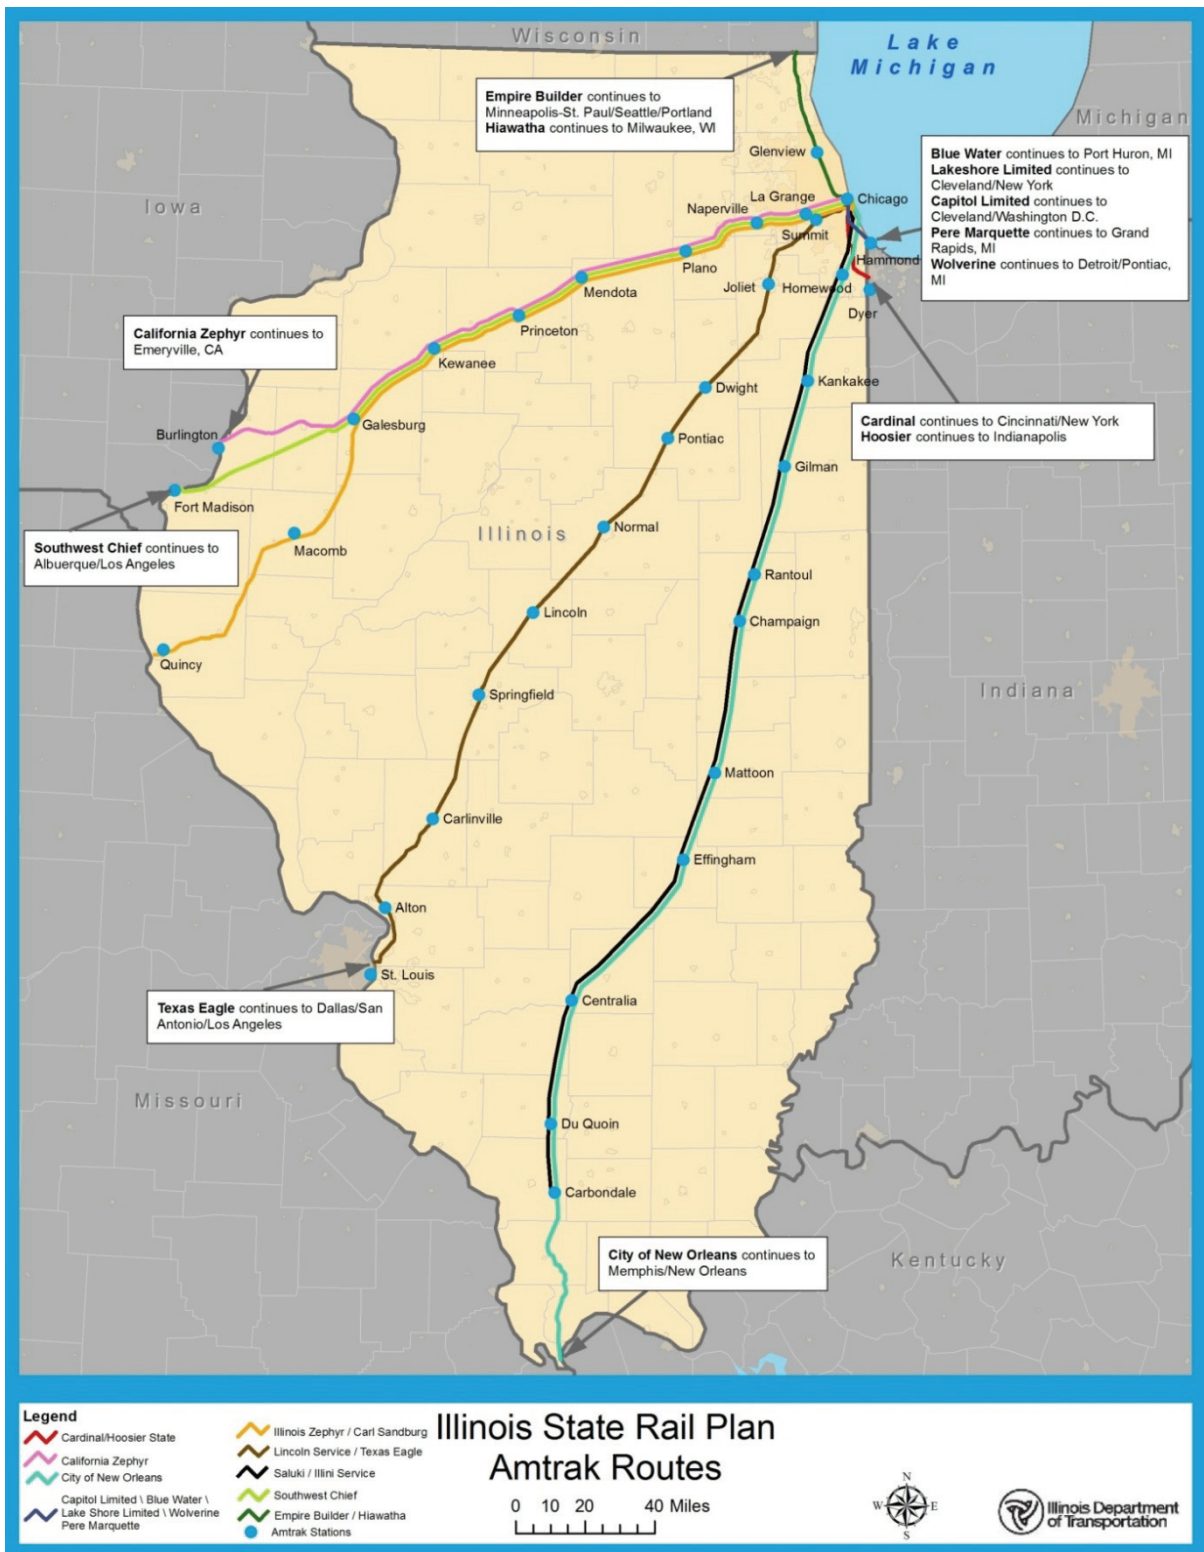 Wisconsin
Lake
Michigan
Michigan
Iowa
Empire Builder continues to
Minneapolis-St. Paul/Seattle/Portland
Hiawatha continues to Milwaukee, WI
Blue Water continues to Port Huron, MI
Lakeshore Limited continues to
Cleveland/New York
Capitol Limited continues to
Cleveland/Washington D.C.
Pere Marquette continues to Grand
Rapids, MI
Wolverine continues to Detroit/Pontiac,
MI
Glenview
La Grange
Chicago
Naperville
Summit
Hammond
Plano
Joliet
Homewood
Dyer
Mendota
Princeton
California Zephyr continues to
Emeryville, CA
Kewanee
Dwight
Kankakee
Cardinal continues to Cincinnati/New York
Hoosier continues to Indianapolis
Galesburg
Burlington
Pontiac
Gilman
Fort Madison
Normal
Illinois
Southwest Chief continues to
Albuerque/Los Angeles
Macomb
Rantoul
Lincoln
Champaign
Quincy
Springfield
Indiana
Mattoon
Carlinville
Effingham
Alton
St. Louis
Texas Eagle continues to Dallas/San
Antonio/Los Angeles
Centralia
Missouri
Du Quoin
Carbondale
City of New Orleans continues to
Memphis/New Orleans
Kentucky
Legend
Cardinal/Hoosier State
California Zephyr
City of New Orleans
Capitol Limited \ Blue Water \
Lake Shore Limited \ Wolverine
Pere Marquette
Illinois Zephyr / Carl Sandburg
Lincoln Service / Texas Eagle
Saluki / Illini Service
Southwest Chief
Empire Builder / Hiawatha
Amtrak Stations
Illinois State Rail Plan
Amtrak Routes
0 10 20 40 Miles
N
W E
S
Illinois Department
of Transportation